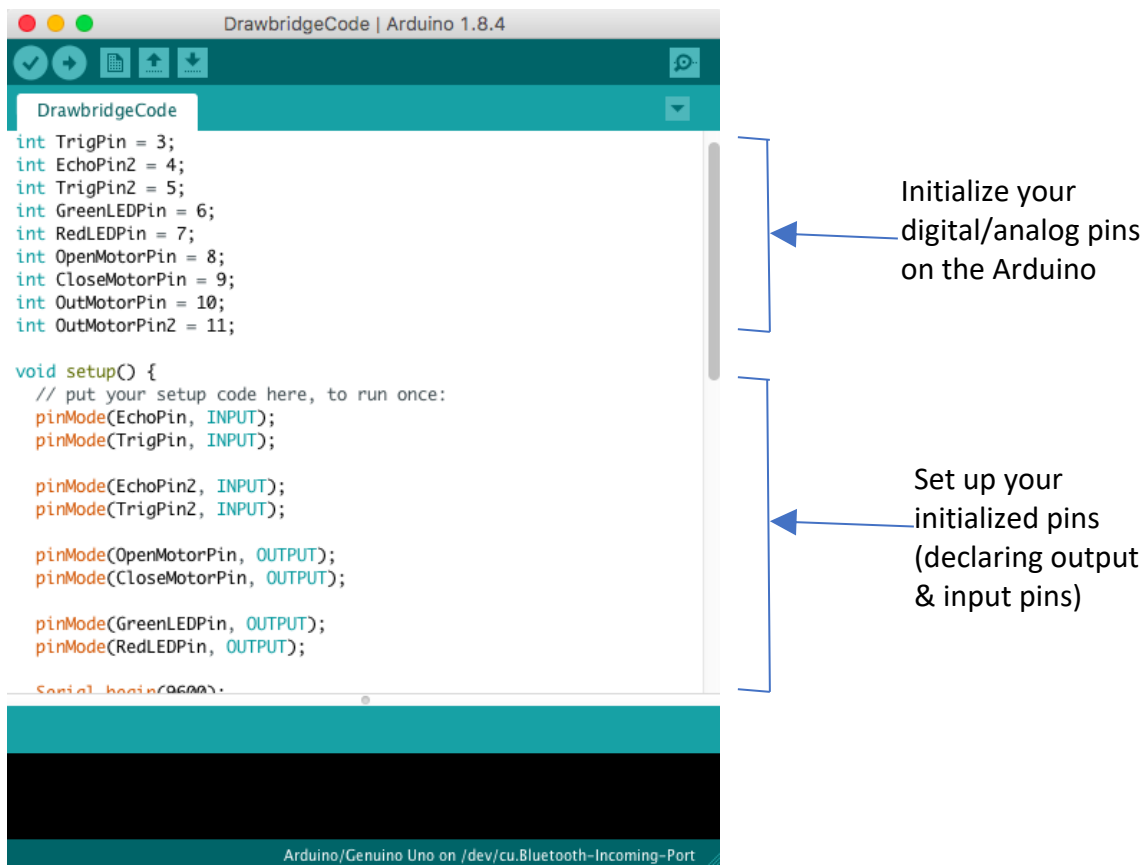 DrawbridgeCode | Arduino 1.8.4
DrawbridgeCode
int TrigPin = 3;
int EchoPin2 = 4;
int TrigPin2 = 5;
int GreenLEDPin = 6;
int RedLEDPin = 7;
int OpenMotorPin = 8;
int CloseMotorPin = 9;
int OutMotorPin = 10;
int OutMotorPin2 = 11;
void setup() {
// put your setup code here, to run once:
pinMode(EchoPin, INPUT);
pinMode(TrigPin, INPUT);
pinMode(EchoPin2, INPUT);
pinMode(TrigPin2, INPUT);
pinMode(OpenMotorPin, OUTPUT);
pinMode(CloseMotorPin, OUTPUT);
pinMode(GreenLEDPin, OUTPUT);
pinMode(RedLEDPin, OUTPUT);
Serial.begin(9600);
Arduino/Genuino Uno on /dev/cu.Bluetooth-Incoming-Port
Initialize your
digital/analog pins
on the Arduino
Set up your
initialized pins
(declaring output
& input pins)